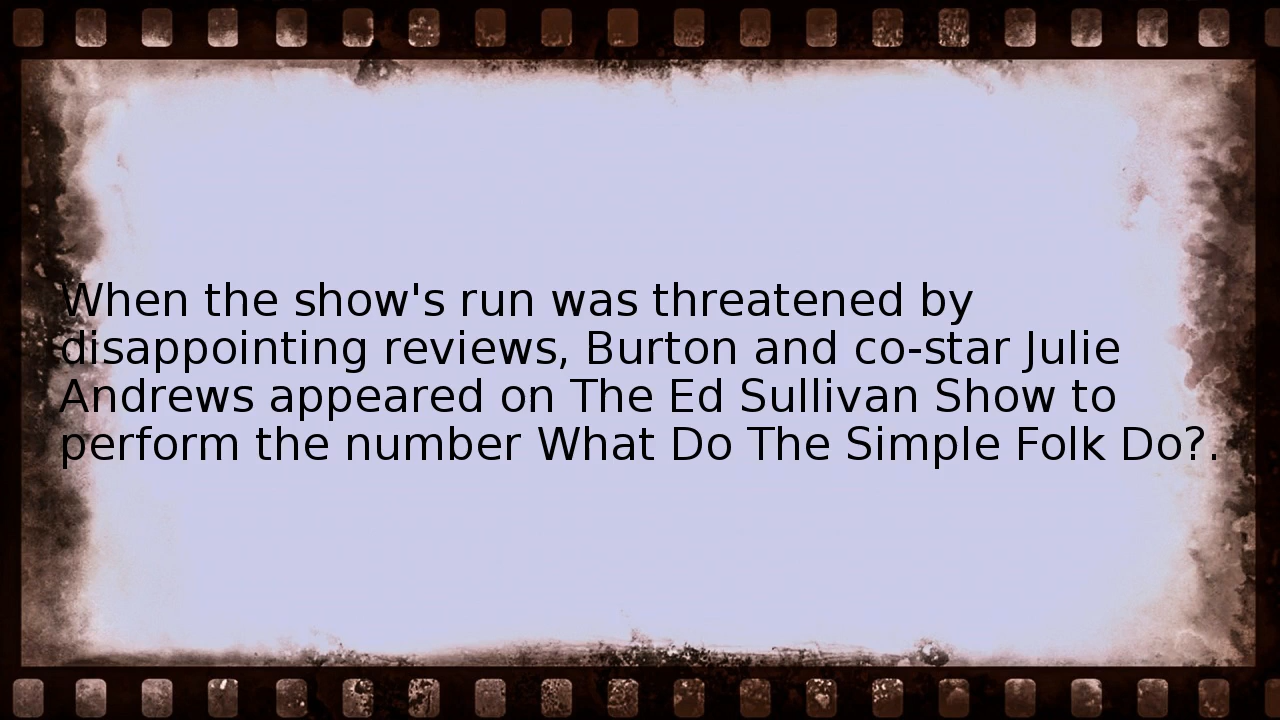 When the show's run was threatened by
disappointing reviews, Burton and co-star Julie
Andrews appeared on The Ed Sullivan Show to
perform the number What Do The Simple Folk Do?.